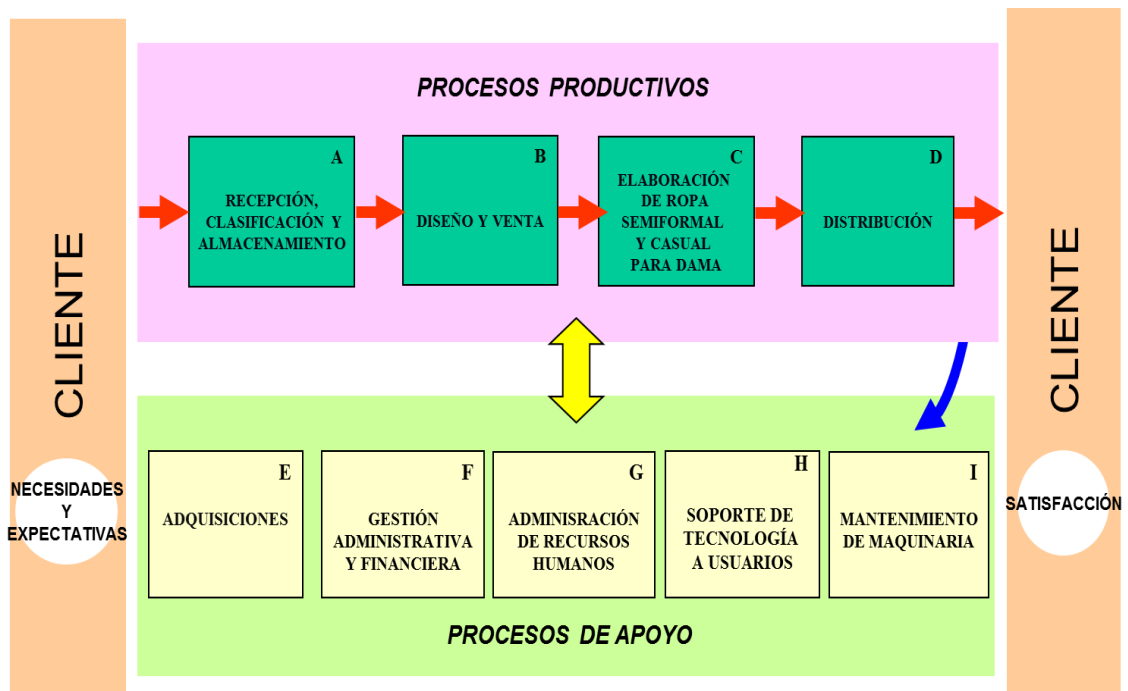 CLIENTE
NECESIDADES
Y
EXPECTATIVAS
PROCESOS PRODUCTIVOS
A
RECEPCIÓN,
CLASIFICACIÓN Y
ALMACENAMIENTO
B
DISEÑO Y VENTA
C
ELABORACIÓN
DE ROPA
SEMIFORMAL
Y CASUAL
PARA DAMA
D
DISTRIBUCIÓN
E
ADQUISICIONES
F
GESTIÓN
ADMINISTRATIVA
Y FINANCIERA
G
ADMINISRACIÓN
DE RECURSOS
HUMANOS
H
SOPORTE DE
TECNOLOGÍA
A USUARIOS
I
MANTENIMIENTO
DE MAQUINARIA
PROCESOS DE APOYO
CLIENTE
SATISFACCIÓN